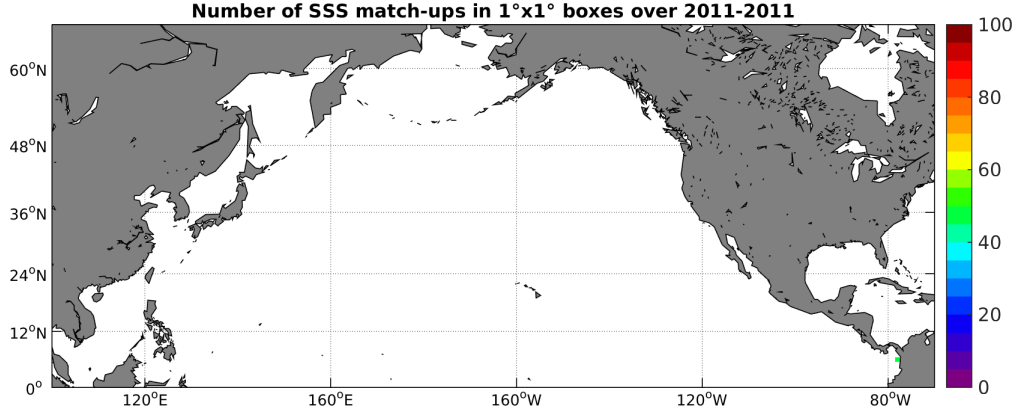 Number of SSS match-ups in 1°x1° boxes over 2011-2011
60°N
48°N
36°N
24°N
12°N
0°
120°E
160°E
160°W
120°W
80°W
100
80
60
40
20
0